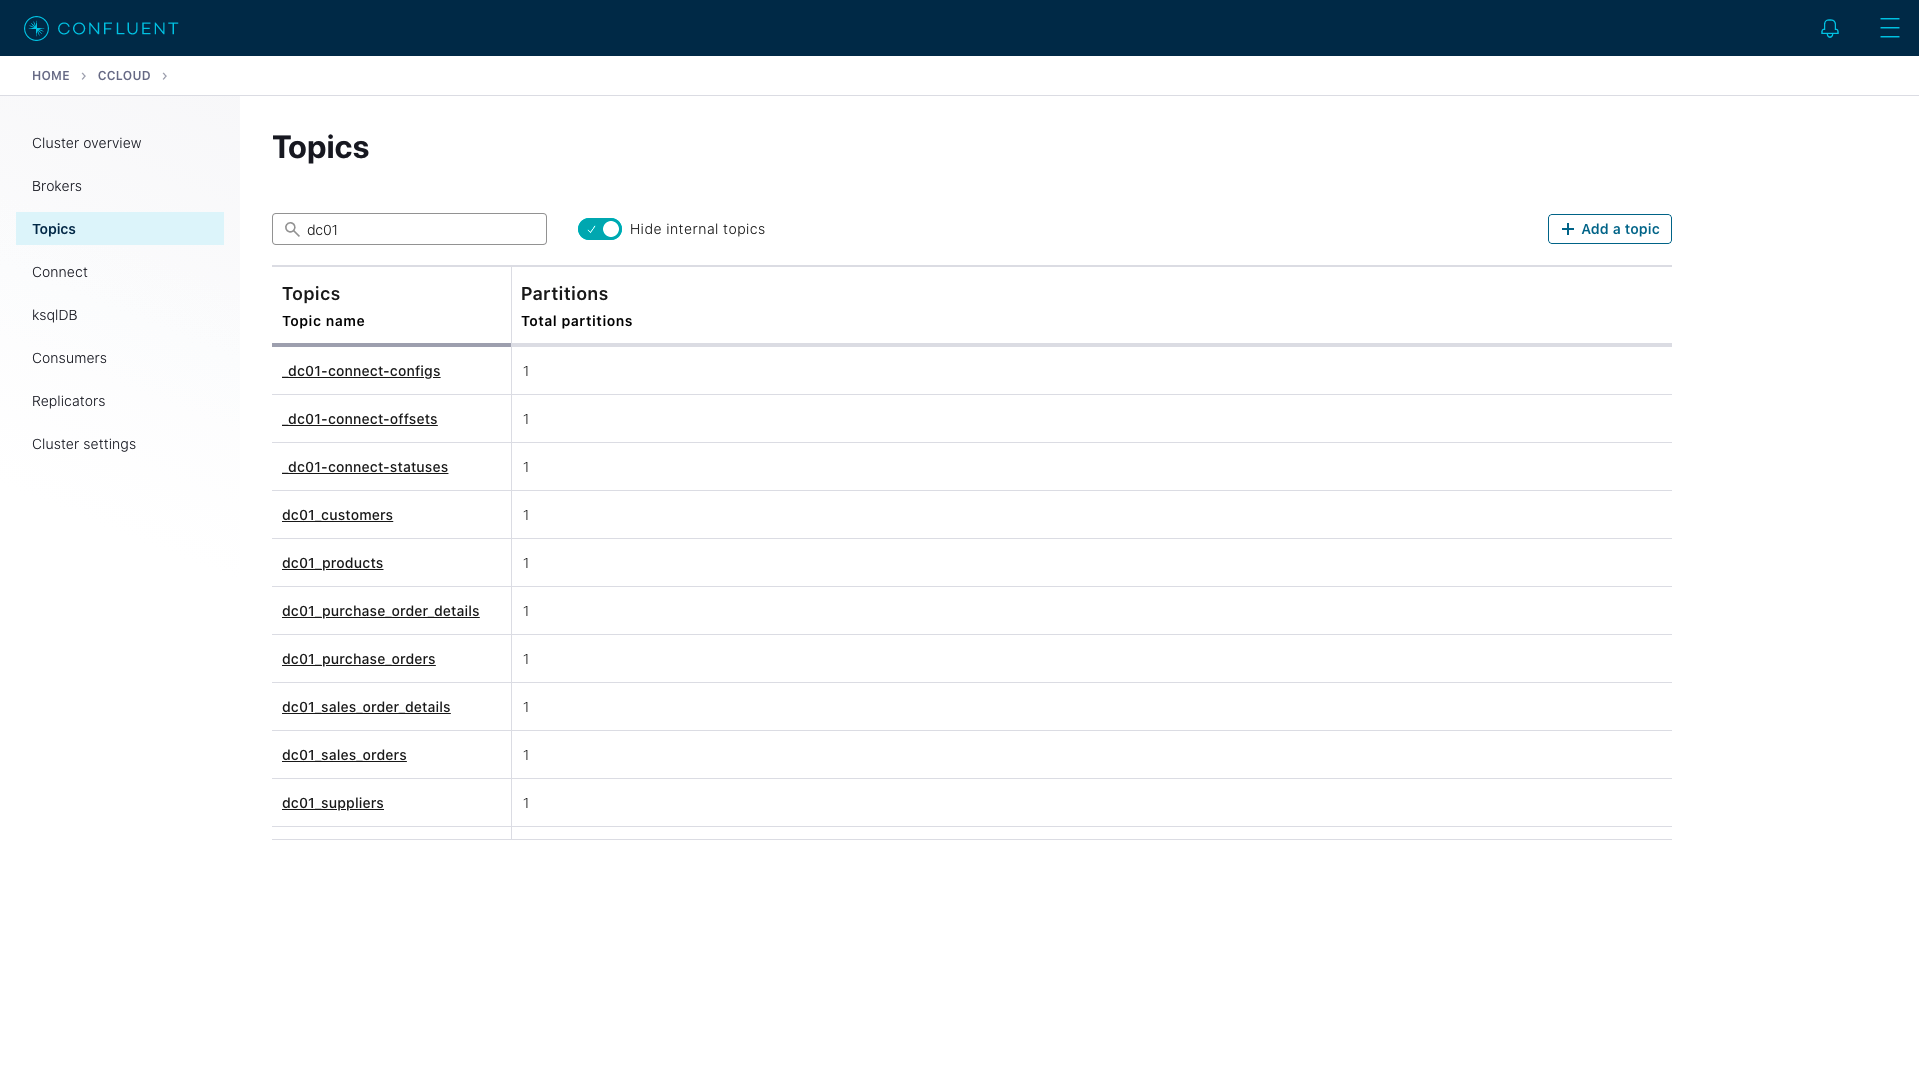 CONFLUENT
HOME > CCLOUD >
Cluster overview
Brokers
Topics
Connect
ksqlDB
Consumers
Replicators
Cluster settings
Topics
dc01
Hide internal topics
+ Add a topic
Topics Partitions
Topic name Total partitions
_dc01-connect-configs 1
_dc01-connect-offsets 1
_dc01-connect-statuses 1
dc01_customers 1
dc01_products 1
dc01_purchase_order_details 1
dc01_purchase_orders 1
dc01_sales_order_details 1
dc01_sales_orders 1
dc01_suppliers 1